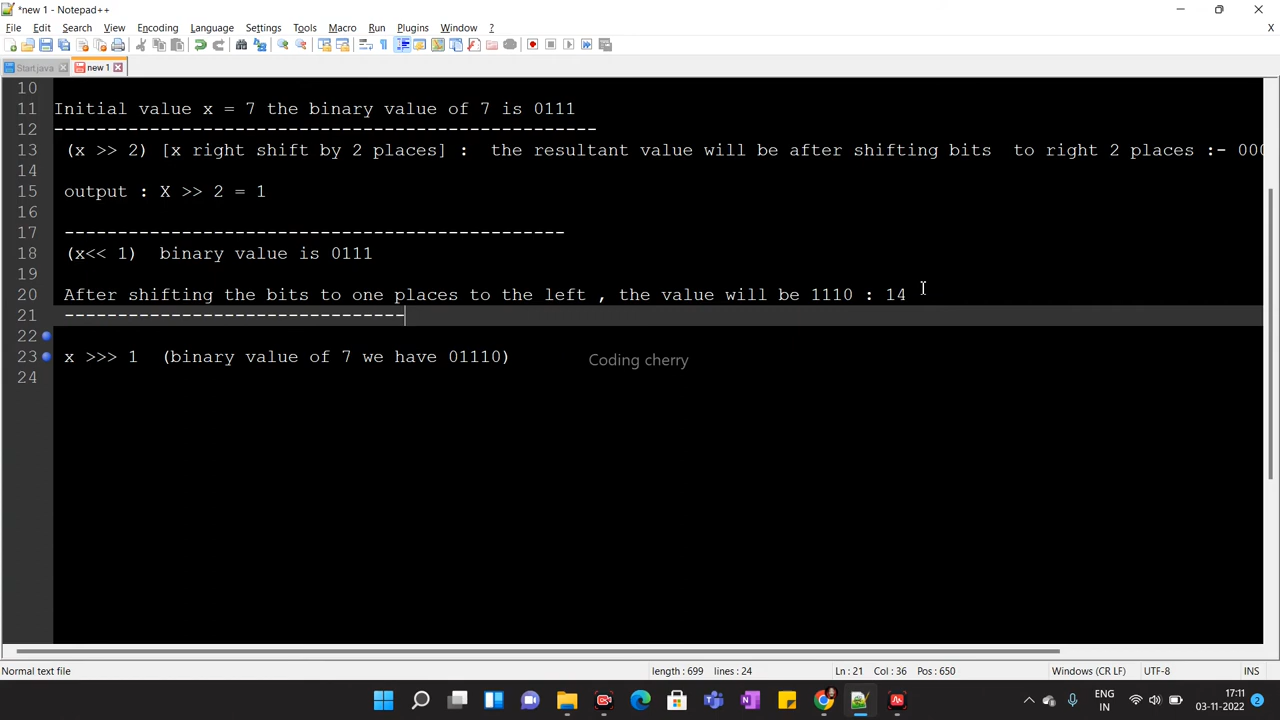 *new 1 - Notepad++
File Edit Search View Encoding Language Settings Tools Macro Run Plugins Window ? X
Start.java new 1
10
11 Initial value x = 7 the binary value of 7 is 0111
12 ---------------------------------------------------
13 (x >> 2) [x right shift by 2 places] : the resultant value will be after shifting bits to right 2 places :- 000
14
15 output : X >> 2 = 1
16
17 -----------------------------------------------
18 (x<< 1) binary value is 0111
19
20 After shifting the bits to one places to the left , the value will be 1110 : 14
21 --------------------------------
22
23 x >>> 1 (binary value of 7 we have 01110)
24
Coding cherry
Normal text file length : 699 lines : 24 Ln : 21 Col : 36 Pos : 650 Windows (CR LF) UTF-8 INS
ENG IN 17:11 03-11-2022 2